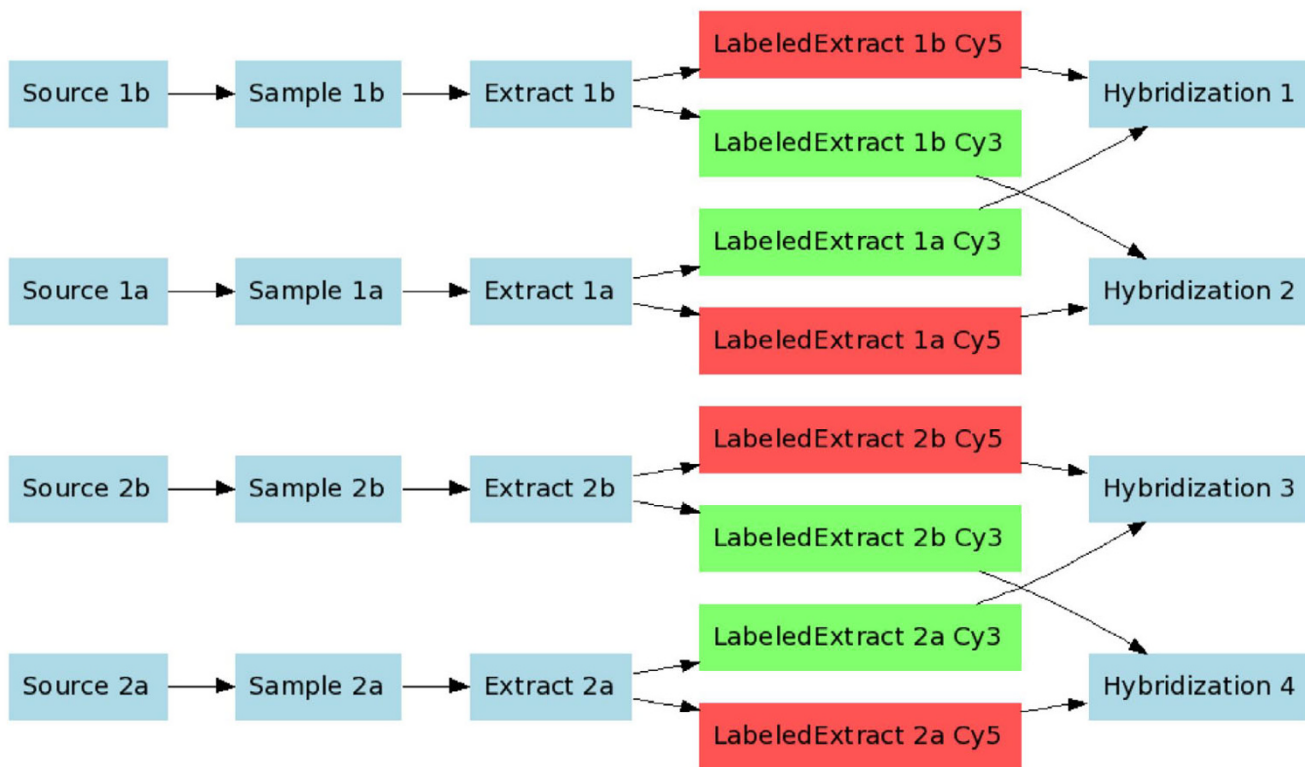 LabeledExtract 1b Cy5
Source 1b
Sample 1b
Extract 1b
Hybridization 1
LabeledExtract 1b Cy3
LabeledExtract 1a Cy3
Source 1a
Sample 1a
Extract 1a
Hybridization 2
LabeledExtract 1a Cy5
LabeledExtract 2b Cy5
Source 2b
Sample 2b
Extract 2b
Hybridization 3
LabeledExtract 2b Cy3
LabeledExtract 2a Cy3
Source 2a
Sample 2a
Extract 2a
Hybridization 4
LabeledExtract 2a Cy5